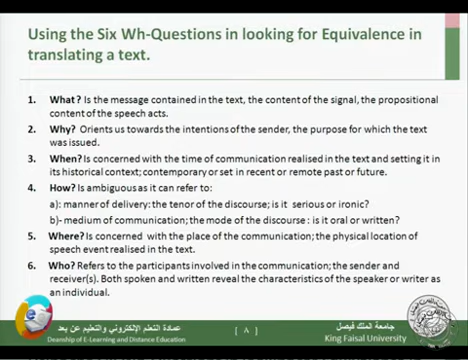 Using the Six Wh-Questions in looking for Equivalence in
translating a text.
1. What? Is the message contained in the text, the content of the signal, the propositional
content of the speech acts.
2. Why? Orients us towards the intentions of the sender, the purpose for which the text
was issued.
3. When? Is concerned with the time of communication realised in the text and setting it in
its historical context; contemporary or set in recent or remote past or future.
4. How? Is ambiguous as it can refer to:
a): manner of delivery: the tenor of the discourse; is it serious or ironic?
b)- medium of communication; the mode of the discourse : is it oral or written?
5. Where? Is concerned with the place of the communication; the physical location of
speech event realised in the text.
6. Who? Refers to the participants involved in the communication; the sender and
receiver(s). Both spoken and written reveal the characteristics of the speaker or writer as
an individual.
عمادة التعلم الإلكتروني والتعليم عن بعد
Deanship of E-Learning and Distance Education
[ A ]
جامعة الملك فيصل
King Faisal University